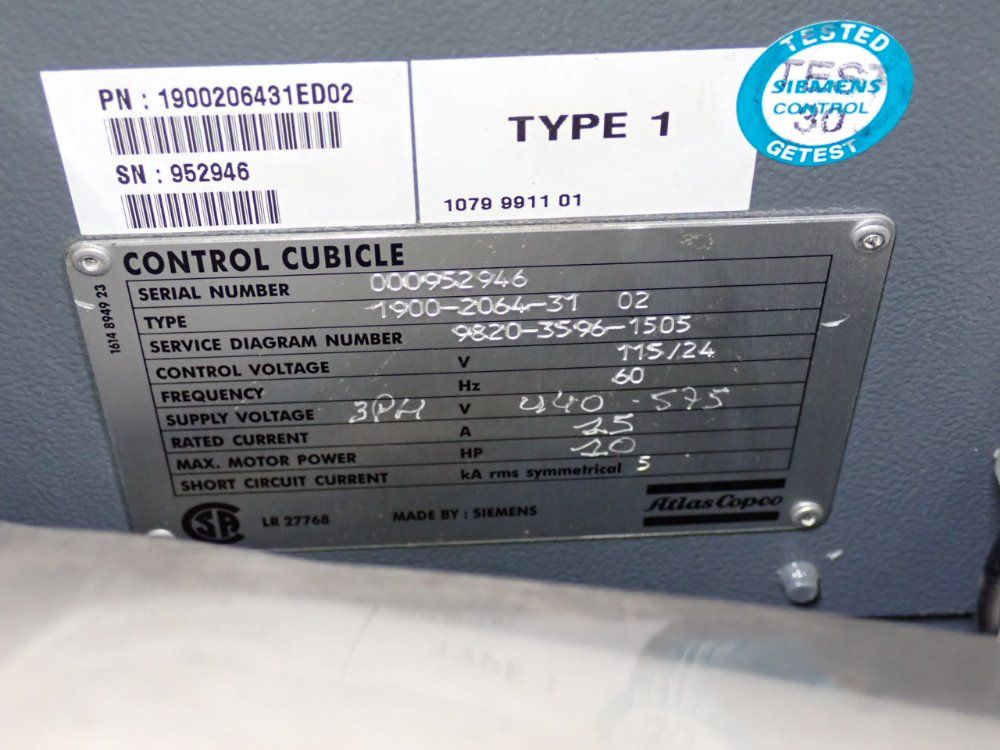 PN : 1900206431ED02
SN : 952946
TYPE 1
1079 9911 01
TESTED
TEST
SIEMENS
CONTROL
30
GETEST
CONTROL CUBICLE
SERIAL NUMBER 000952946
TYPE 1900-2064-31 02
SERVICE DIAGRAM NUMBER 9820-3596-1505
CONTROL VOLTAGE V 115/24
FREQUENCY Hz 60
SUPPLY VOLTAGE 3PH V 440-575
RATED CURRENT A 25
MAX. MOTOR POWER HP 20
SHORT CIRCUIT CURRENT kA rms symmetrical 5
1614 8949 23
SA LR 27768 MADE BY : SIEMENS
Atlas Copco